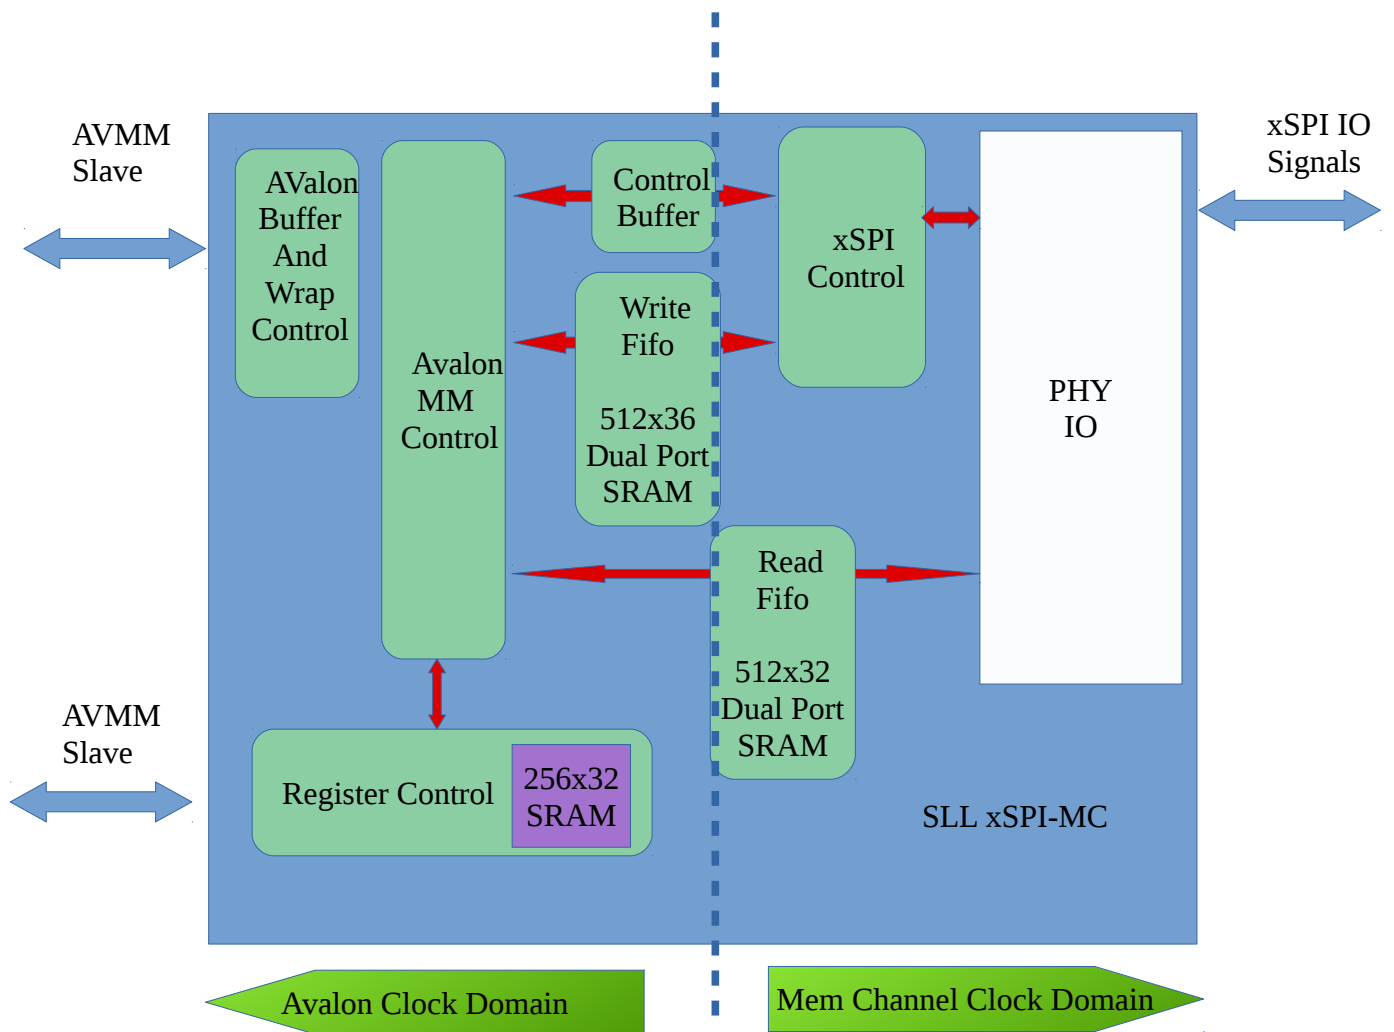 AVMM
Slave
xSPI IO
Signals
AValon
Buffer
And
Wrap
Control
Avalon
MM
Control
Control
Buffer
Write
Fifo
512x36
Dual Port
SRAM
xSPI
Control
PHY
IO
Read
Fifo
512x32
Dual Port
SRAM
AVMM
Slave
Register Control
256x32
SRAM
SLL xSPI-MC
Avalon Clock Domain
Mem Channel Clock Domain